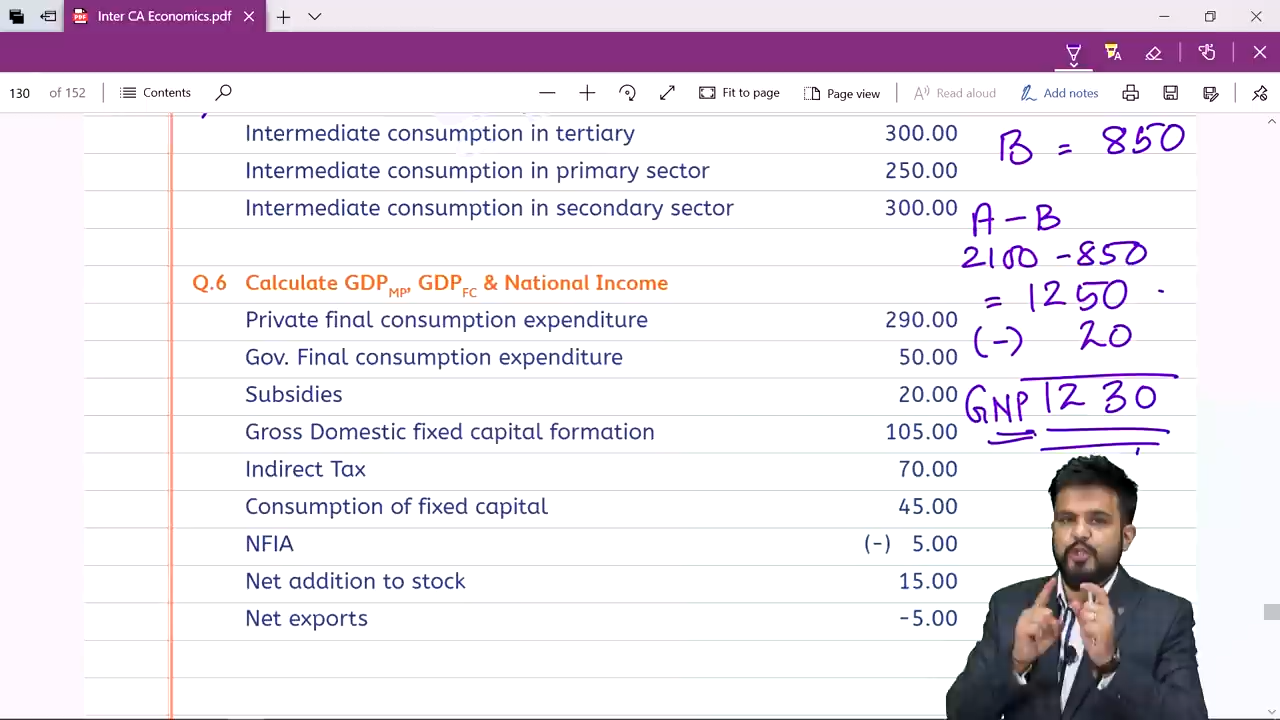 Inter CA Economics.pdf
130 of 152
Contents
Fit to page
Page view
Read aloud
Add notes
Intermediate consumption in tertiary 300.00
Intermediate consumption in primary sector 250.00
Intermediate consumption in secondary sector 300.00
Q.6 Calculate GDPMP, GDPFC & National Income
Private final consumption expenditure 290.00
Gov. Final consumption expenditure 50.00
Subsidies 20.00
Gross Domestic fixed capital formation 105.00
Indirect Tax 70.00
Consumption of fixed capital 45.00
NFIA (-) 5.00
Net addition to stock 15.00
Net exports -5.00
B = 850
A - B
2100 - 850
= 1250
(-) 20
GNP 1230